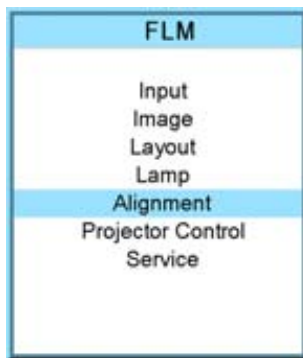 FLM
Input
Image
Layout
Lamp
Alignment
Projector Control
Service